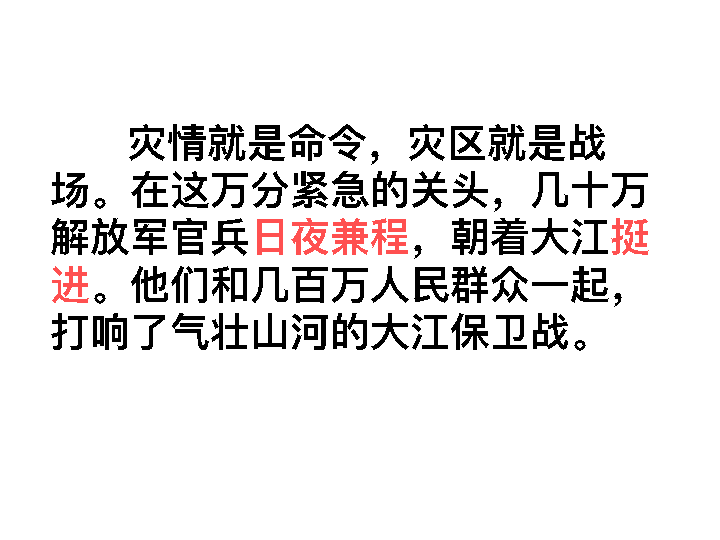 灾情就是命令，灾区就是战
场。在这万分紧急的关头，几十万
解放军官兵日夜兼程，朝着大江挺
进。他们和几百万人民群众一起，
打响了气壮山河的大江保卫战。